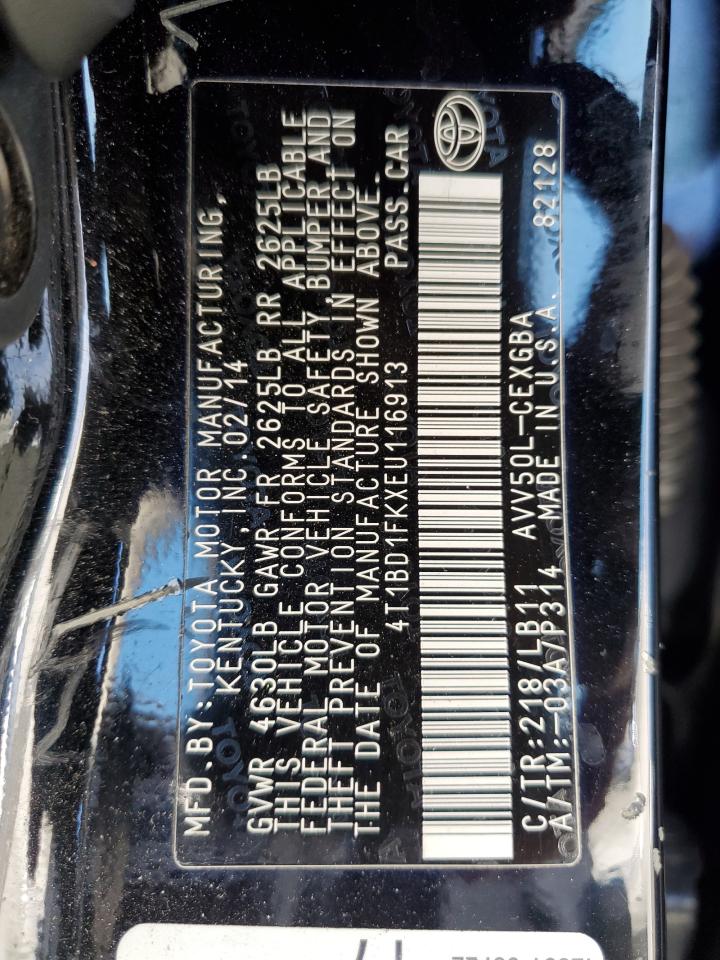 MFD.BY:TOYOTA MOTOR MANUFACTURING,
KENTUCKY,INC.02/14
GVWR 4630LB GAWR FR 2625LB RR 2625LB
THIS VEHICLE CONFORMS TO ALL APPLICABLE
FEDERAL MOTOR VEHICLE SAFETY,BUMPER,AND
THEFT PREVENTION STANDARDS IN EFFECT ON
THE DATE OF MANUFACTURE SHOWN ABOVE.
4T1BD1FKXEU116913 PASS.CAR
C/TR:218/LB11 AVV50L-CEXGBA
A/TM:-03A/P314 MADE IN U.S.A. 82128